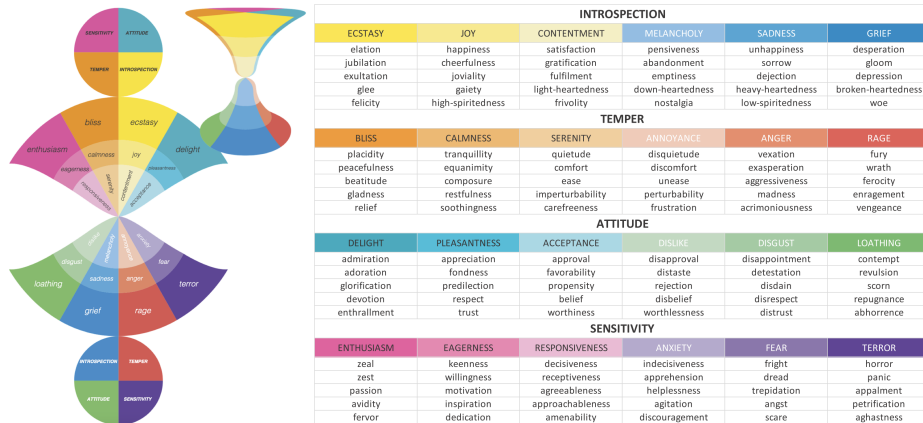 SENSITIVITY ATTITUDE
TEMPER INTROSPECTION
bliss ecstasy
enthusiasm delight
calmness joy
eagerness pleasantness
serenity contentment
responsiveness acceptance
dislike melancholy annoyance anxiety
disgust fear
sadness anger
loathing terror
grief rage
INTROSPECTION TEMPER
ATTITUDE SENSITIVITY
INTROSPECTION
ECSTASY JOY CONTENTMENT MELANCHOLY SADNESS GRIEF
elation happiness satisfaction pensiveness unhappiness desperation
jubilation cheerfulness gratification abandonment sorrow gloom
exultation joviality fulfilment emptiness dejection depression
glee gaiety light-heartedness down-heartedness heavy-heartedness broken-heartedness
felicity high-spiritedness frivolity nostalgia low-spiritedness woe
TEMPER
BLISS CALMNESS SERENITY ANNOYANCE ANGER RAGE
placidity tranquillity quietude disquietude vexation fury
peacefulness equanimity comfort discomfort exasperation wrath
beatitude composure ease unease aggressiveness ferocity
gladness restfulness imperturbability perturbability madness enragement
relief soothingness carefreeness frustration acrimoniousness vengeance
ATTITUDE
DELIGHT PLEASANTNESS ACCEPTANCE DISLIKE DISGUST LOATHING
admiration appreciation approval disapproval disappointment contempt
adoration fondness favorability distaste detestation revulsion
glorification predilection propensity rejection disdain scorn
devotion respect belief disbelief disrespect repugnance
enthrallment trust worthiness worthlessness distrust abhorrence
SENSITIVITY
ENTHUSIASM EAGERNESS RESPONSIVENESS ANXIETY FEAR TERROR
zeal keenness decisiveness indecisiveness fright horror
zest willingness receptiveness apprehension dread panic
passion motivation agreeableness helplessness trepidation appalment
avidity inspiration approachableness agitation angst petrification
fervor dedication amenability discouragement scare aghastness